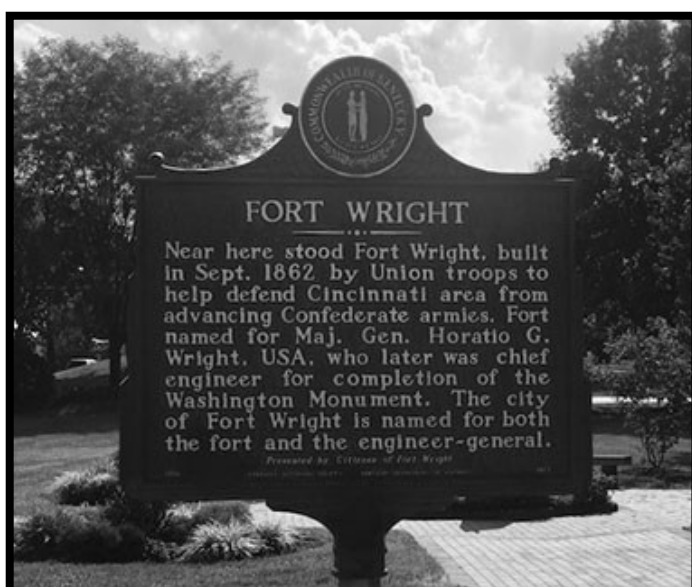 COMMONWEALTH OF KENTUCKY
FORT WRIGHT
Near here stood Fort Wright, built
in Sept. 1862 by Union troops to
help defend Cincinnati area from
advancing Confederate armies. Fort
named for Maj. Gen. Horatio G.
Wright, USA, who later was chief
engineer for completion of the
Washington Monument. The city
of Fort Wright is named for both
the fort and the engineer-general.
Presented by Citizens of Fort Wright